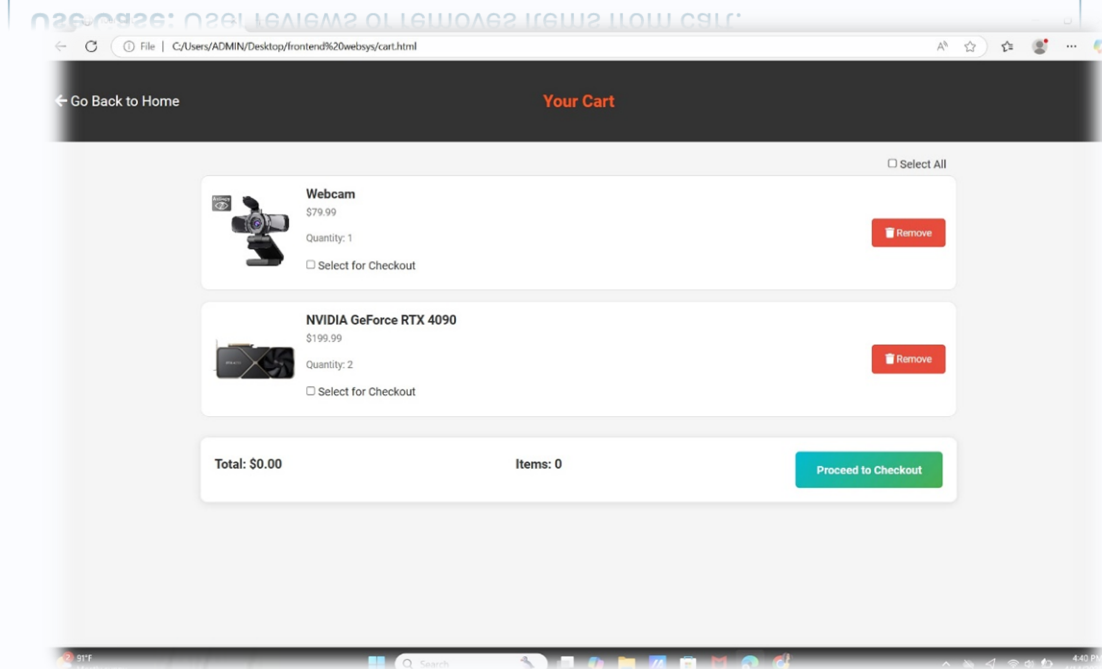 Use Case: User reviews or removes items from cart.
File | C:/Users/ADMIN/Desktop/frontend%20websys/cart.html
Go Back to Home
Your Cart
Select All
Webcam
$79.99
Quantity: 1
Select for Checkout
Remove
NVIDIA GeForce RTX 4090
$199.99
Quantity: 2
Select for Checkout
Remove
Total: $0.00
Items: 0
Proceed to Checkout
91°F
Search
4:40 PM